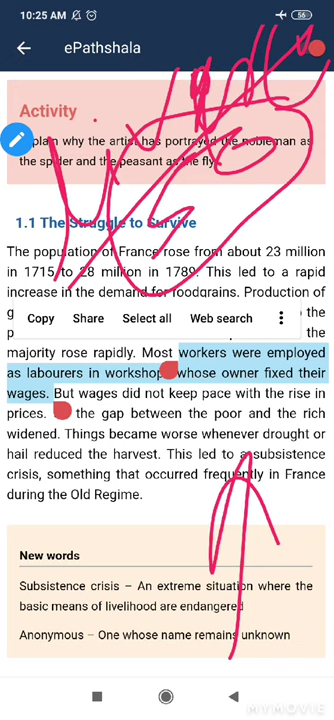 10:25 AM
56
ePathshala
Activity
Explain why the artist has portrayed the nobleman as
the spider and the peasant as the fly.
1.1 The Struggle to Survive
The population of France rose from about 23 million
in 1715 to 28 million in 1789. This led to a rapid
increase in the demand for foodgrains. Production of
Copy Share Select all Web search
the
the
majority rose rapidly. Most workers were employed
as labourers in workshop whose owner fixed their
wages. But wages did not keep pace with the rise in
prices. the gap between the poor and the rich
widened. Things became worse whenever drought or
hail reduced the harvest. This led to a subsistence
crisis, something that occurred frequently in France
during the Old Regime.
New words
Subsistence crisis – An extreme situation where the
basic means of livelihood are endangered
Anonymous – One whose name remains unknown
MYMOVIE